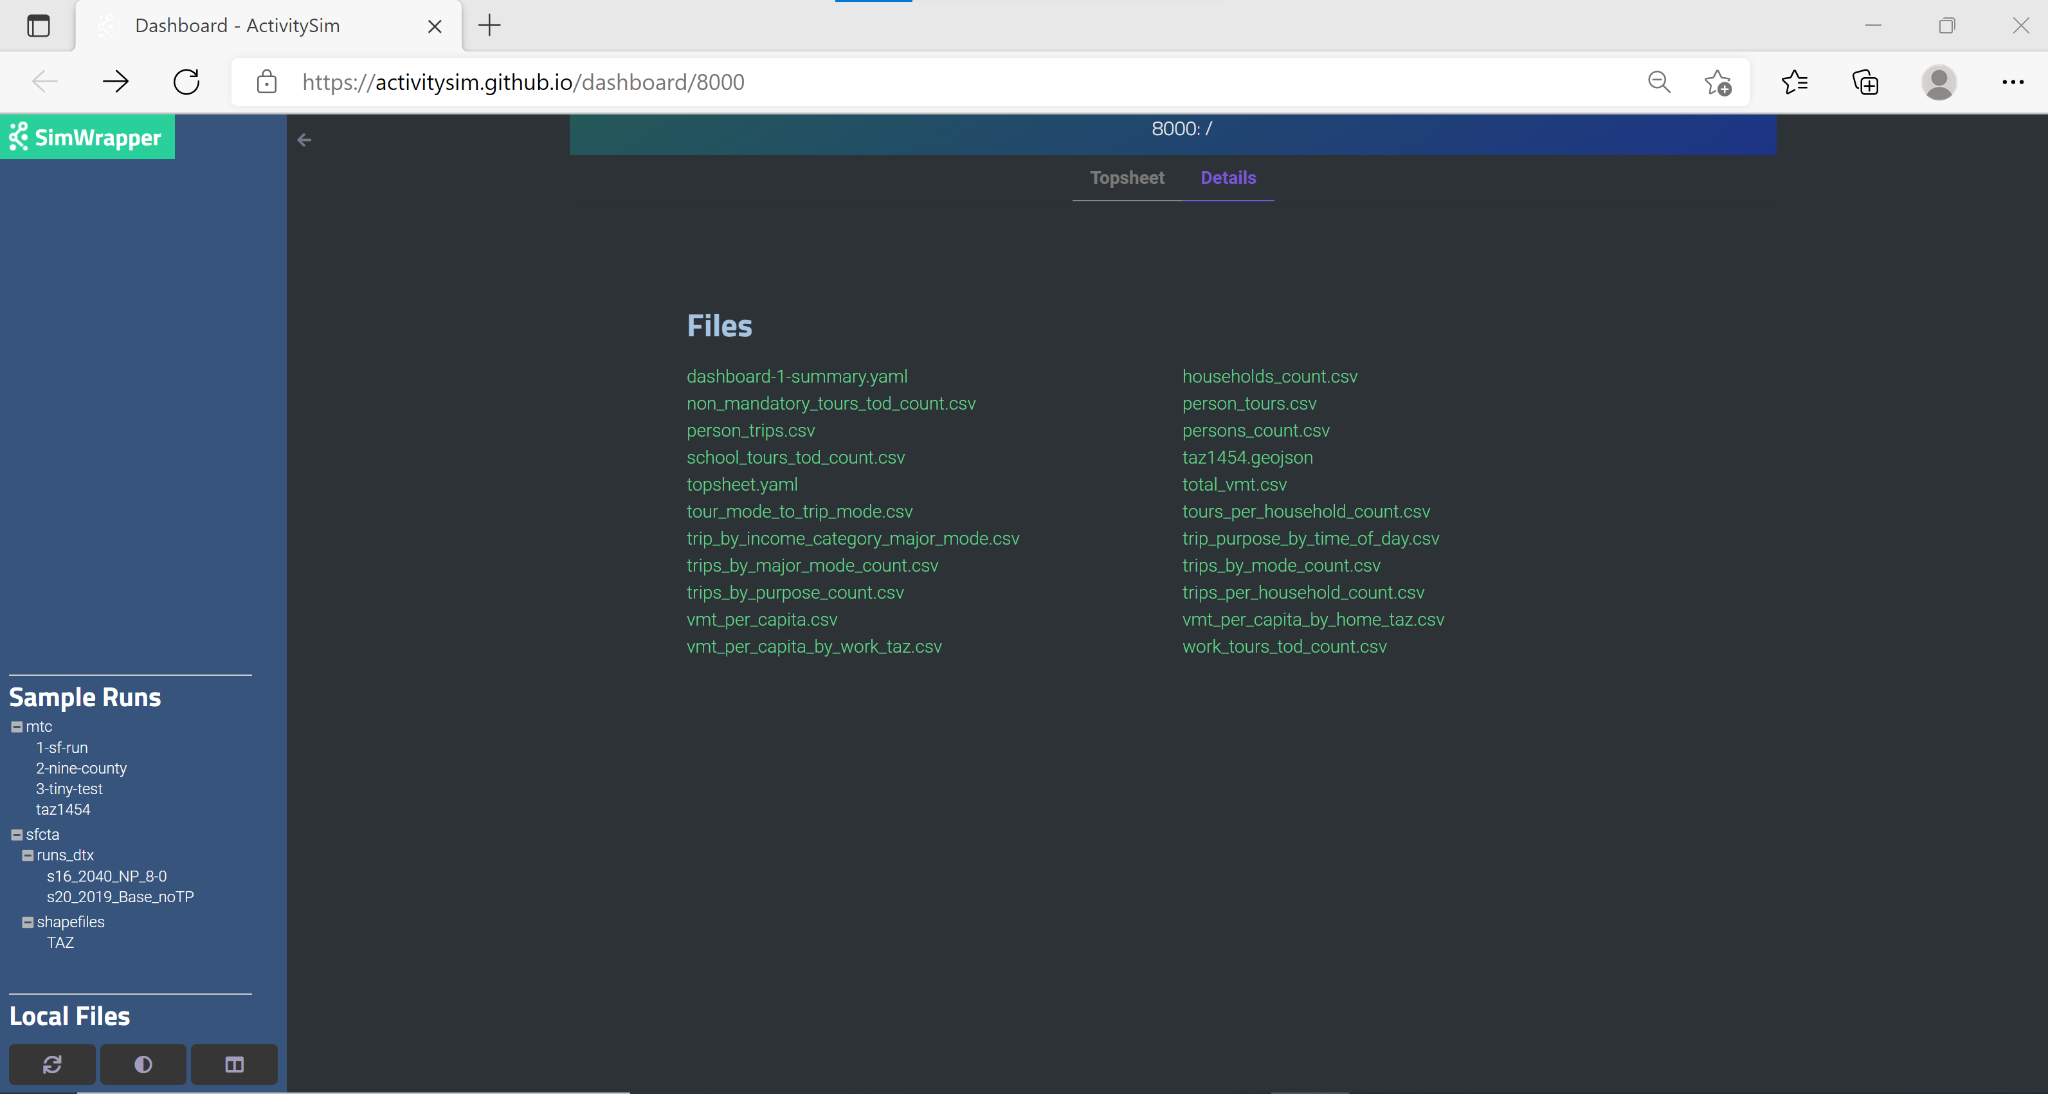 Dashboard - ActivitySim
https://activitysim.github.io/dashboard/8000
SimWrapper
8000: /
Topsheet Details
Files
dashboard-1-summary.yaml households_count.csv
non_mandatory_tours_tod_count.csv person_tours.csv
person_trips.csv persons_count.csv
school_tours_tod_count.csv taz1454.geojson
topsheet.yaml total_vmt.csv
tour_mode_to_trip_mode.csv tours_per_household_count.csv
trip_by_income_category_major_mode.csv trip_purpose_by_time_of_day.csv
trips_by_major_mode_count.csv trips_by_mode_count.csv
trips_by_purpose_count.csv trips_per_household_count.csv
vmt_per_capita.csv vmt_per_capita_by_home_taz.csv
vmt_per_capita_by_work_taz.csv work_tours_tod_count.csv
Sample Runs
mtc
1-sf-run
2-nine-county
3-tiny-test
taz1454
sfcta
runs_dtx
s16_2040_NP_8-0
s20_2019_Base_noTP
shapefiles
TAZ
Local Files